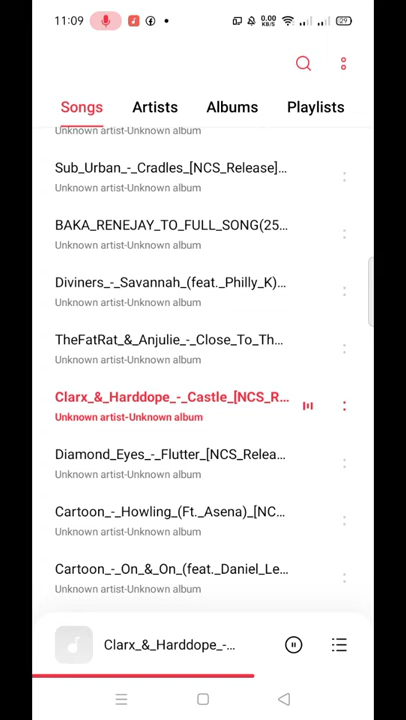 11:09
0.00
KB/S
29
Songs
Artists
Albums
Playlists
Unknown artist-Unknown album
Sub_Urban_-_Cradles_[NCS_Release]...
Unknown artist-Unknown album
BAKA_RENEJAY_TO_FULL_SONG(25...
Unknown artist-Unknown album
Diviners_-_Savannah_(feat._Philly_K)...
Unknown artist-Unknown album
TheFatRat_&_Anjulie_-_Close_To_Th...
Unknown artist-Unknown album
Clarx_&_Harddope_-_Castle_[NCS_R...
Unknown artist-Unknown album
Diamond_Eyes_-_Flutter_[NCS_Relea...
Unknown artist-Unknown album
Cartoon_-_Howling_(Ft._Asena)_[NC...
Unknown artist-Unknown album
Cartoon_-_On_&_On_(feat._Daniel_Le...
Unknown artist-Unknown album
Clarx_&_Harddope_-...